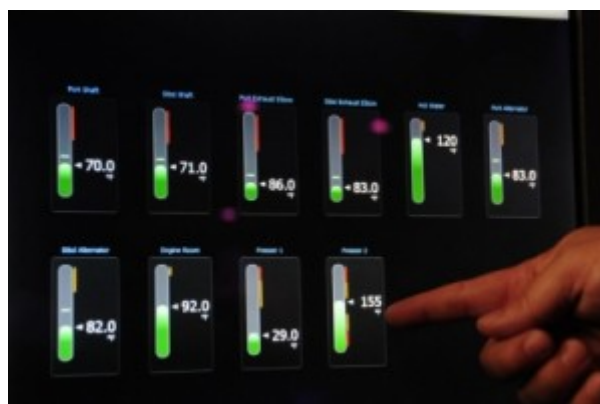 Port Shaft
Stbd Shaft
Port Exhaust Elbow
Stbd Exhaust Elbow
Hot Water
Port Alternator
70.0
°F
71.0
°F
86.0
°F
83.0
°F
120
°F
83.0
°F
Stbd Alternator
Engine Room
Freezer 1
Freezer 2
82.0
°F
92.0
°F
29.0
°F
155
°F